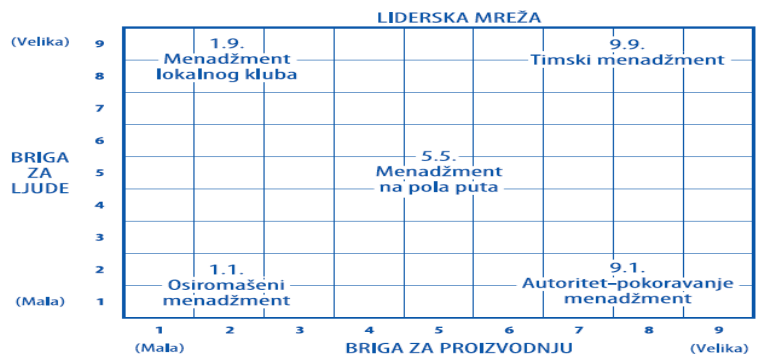 LIDERSKA MREŽA
(Velika) 9 1.9. 9.9.
Menadžment Timski menadžment
8 lokalnog kluba
7
6
BRIGA 5.5.
ZA 5 Menadžment
LJUDE na pola puta
4
3
2 1.1. 9.1.
Osiromašeni Autoritet–pokoravanje
(Mala) 1 menadžment menadžment
1 2 3 4 5 6 7 8 9
(Mala) BRIGA ZA PROIZVODNJU (Velika)